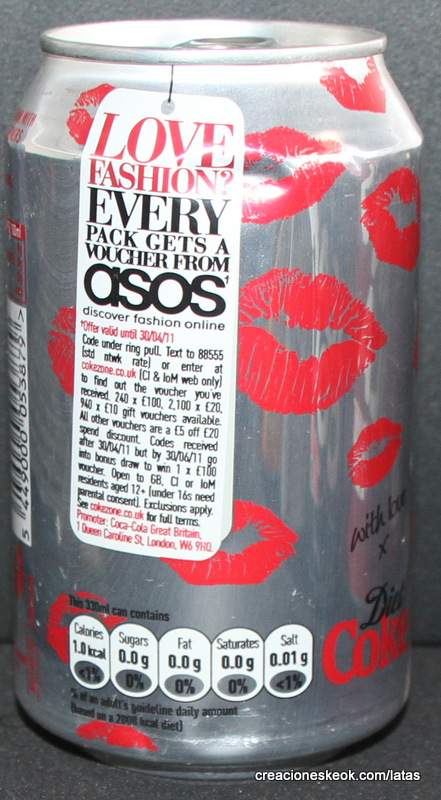 LOVE
FASHION?
EVERY
PACK GETS A
VOUCHER FROM
asos†
discover fashion online
†Offer valid until 30/04/11
Code under ring pull. Text to 88555
(std ntwk rate) or enter at
cokezone.co.uk (CI & IoM web only)
to find out the voucher you've
received. 240 x £100, 2,100 x £20,
940 x £10 gift vouchers available.
All other vouchers are a £5 off £20
spend discount. Codes received
after 30/04/11 but by 30/06/11 go
into bonus draw to win 1 x £100
voucher. Open to GB, CI or IoM
residents aged 12+ (under 16s need
parental consent). Exclusions apply.
See cokezone.co.uk for full terms.
Promoter: Coca-Cola Great Britain,
1 Queen Caroline St, London, W6 9HQ.
with love
x
Diet
Coke
This 330ml can contains
Calories Sugars Fat Saturates Salt
1.0 kcal 0.0 g 0.0 g 0.0 g 0.01 g
<1% 0% 0% 0% <1%
% of an adult's guideline daily amount
(based on a 2000 kcal diet)
creacioneskeok.com/latas